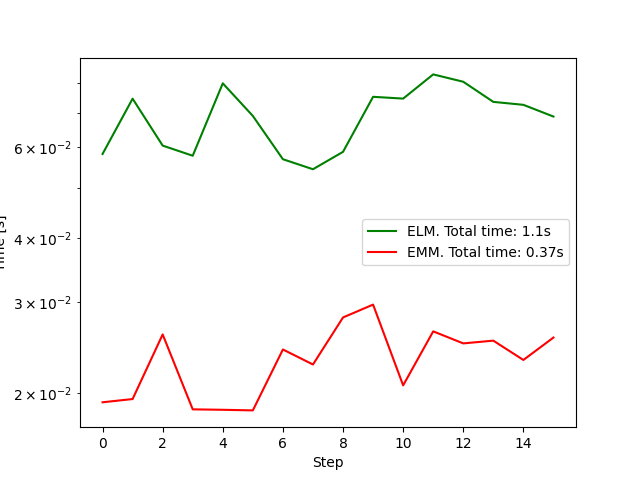 6 × 10⁻²
4 × 10⁻²
3 × 10⁻²
2 × 10⁻²
ELM. Total time: 1.1s
EMM. Total time: 0.37s
0 2 4 6 8 10 12 14
Step